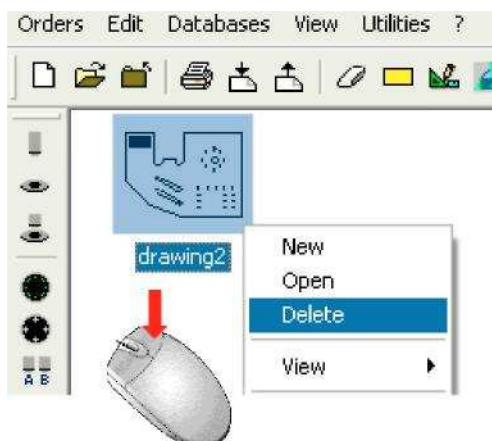 Orders Edit Databases View Utilities ?
drawing2
New
Open
Delete
View
A B